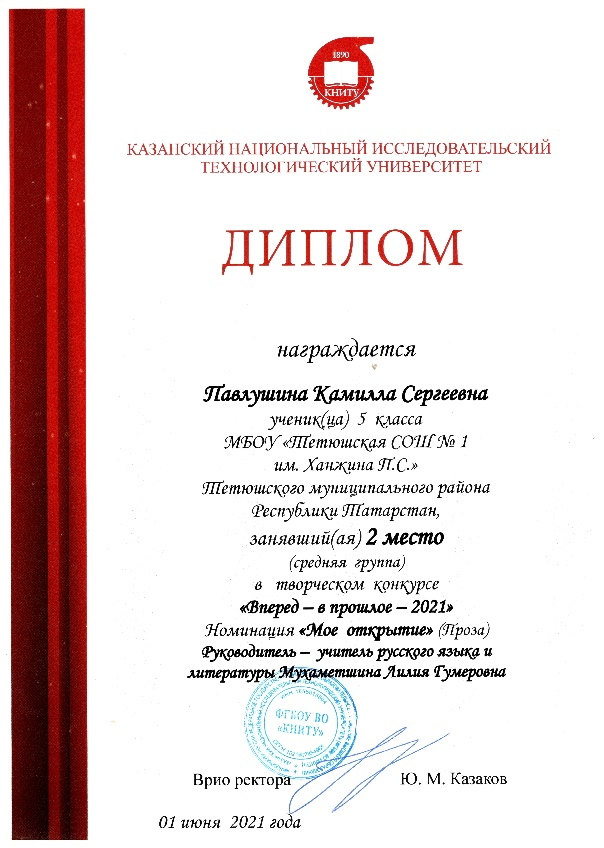 1890
КНИТУ
КАЗАНСКИЙ НАЦИОНАЛЬНЫЙ ИССЛЕДОВАТЕЛЬСКИЙ
ТЕХНОЛОГИЧЕСКИЙ УНИВЕРСИТЕТ
ДИПЛОМ
награждается
Павлушина Камилла Сергеевна
ученик(ца) 5 класса
МБОУ «Тетюшская СОШ № 1
им. Ханжина П.С.»
Тетюшского муниципального района
Республики Татарстан,
занявший(ая) 2 место
(средняя группа)
в творческом конкурсе
«Вперед – в прошлое – 2021»
Номинация «Мое открытие» (Проза)
Руководитель – учитель русского языка и
литературы Мухаметшина Лилия Гумеровна
ФГБОУ ВО
«КНИТУ»
Врио ректора Ю. М. Казаков
01 июня 2021 года